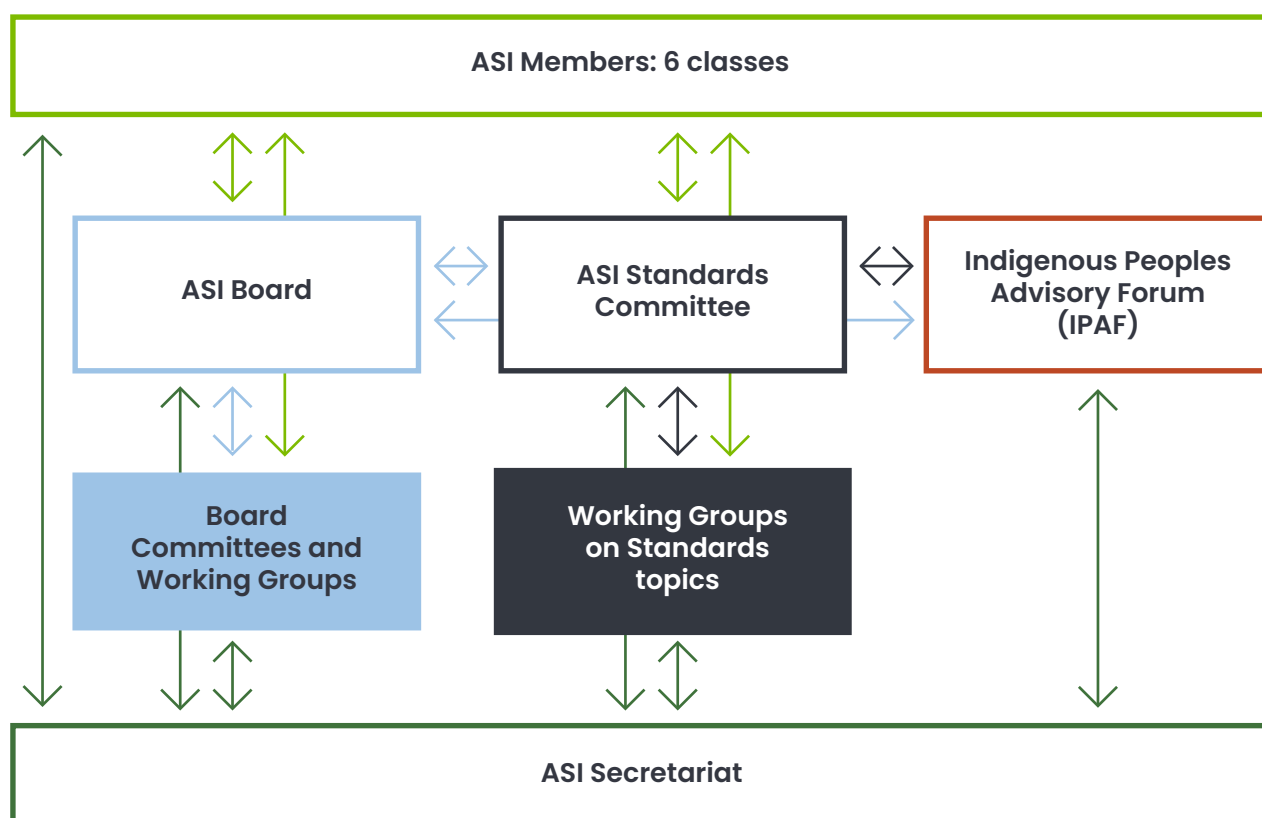 ASI Members: 6 classes
ASI Board
ASI Standards
Committee
Indigenous Peoples
Advisory Forum
(IPAF)
Board
Committees and
Working Groups
Working Groups
on Standards
topics
ASI Secretariat